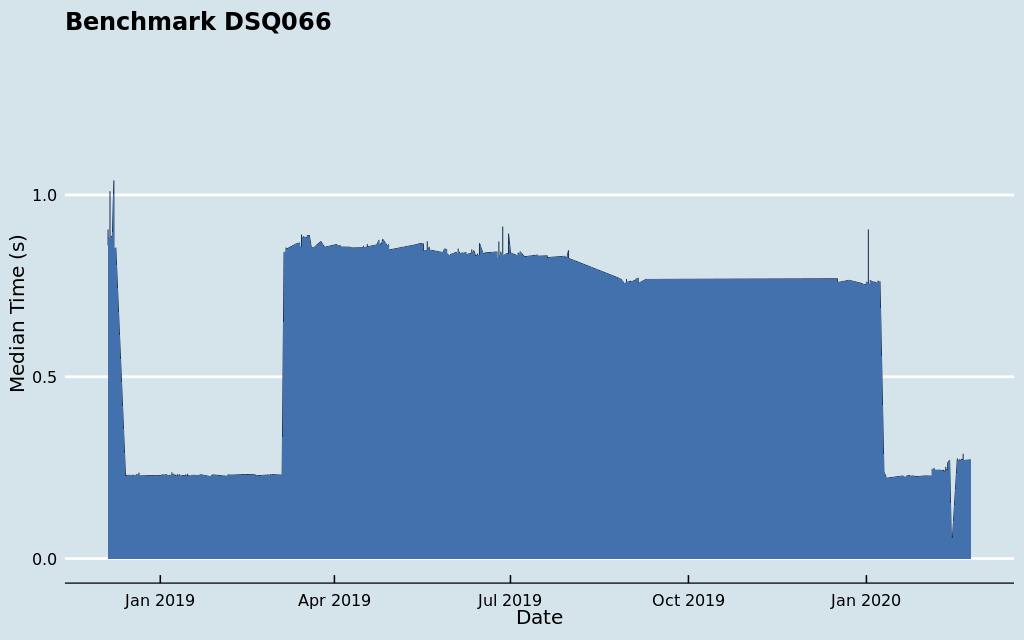 Benchmark DSQ066
Median Time (s)
1.0
0.5
0.0
Jan 2019
Apr 2019
Jul 2019
Oct 2019
Jan 2020
Date